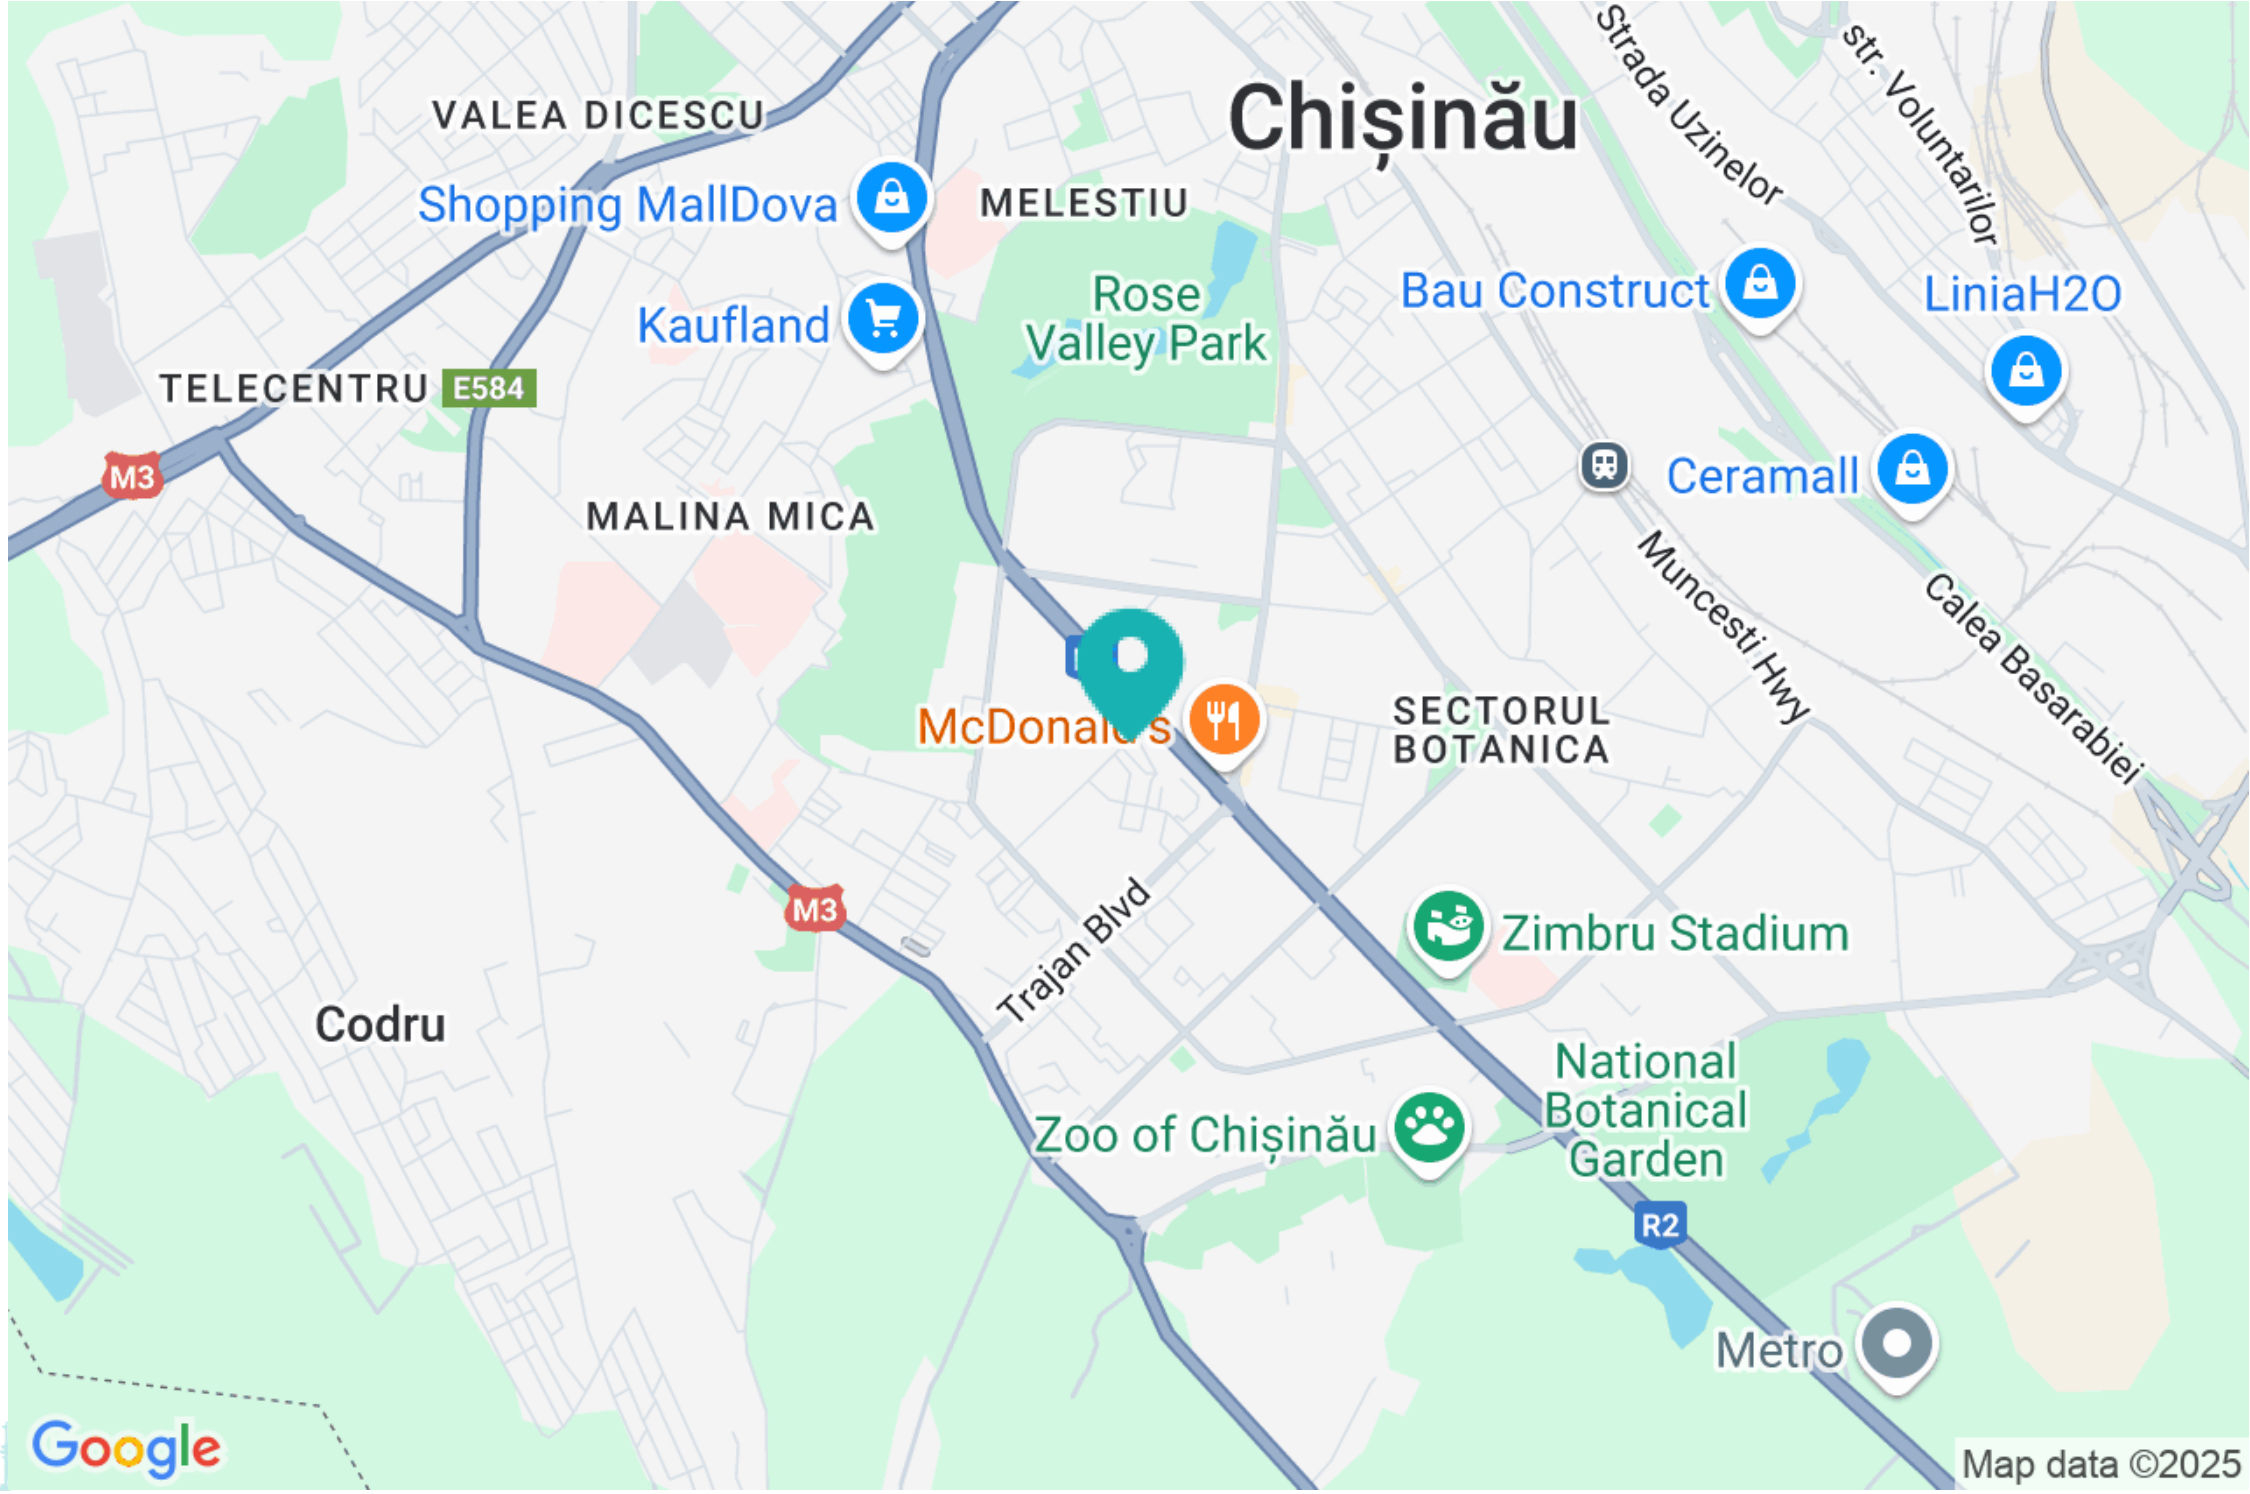 Strada Uzinelor
str. Voluntarilor
VALEA DICESCU
Chișinău
Shopping MallDova
MELESTIU
Rose
Valley Park
Bau Construct
LiniaH2O
Kaufland
TELECENTRU
E584
M3
Ceramall
MALINA MICA
Muncesti Hwy
Calea Basarabiei
McDonald's
SECTORUL
BOTANICA
M3
Trajan Blvd
Zimbru Stadium
Codru
National
Botanical
Garden
Zoo of Chișinău
R2
Metro
Google
Map data ©2025